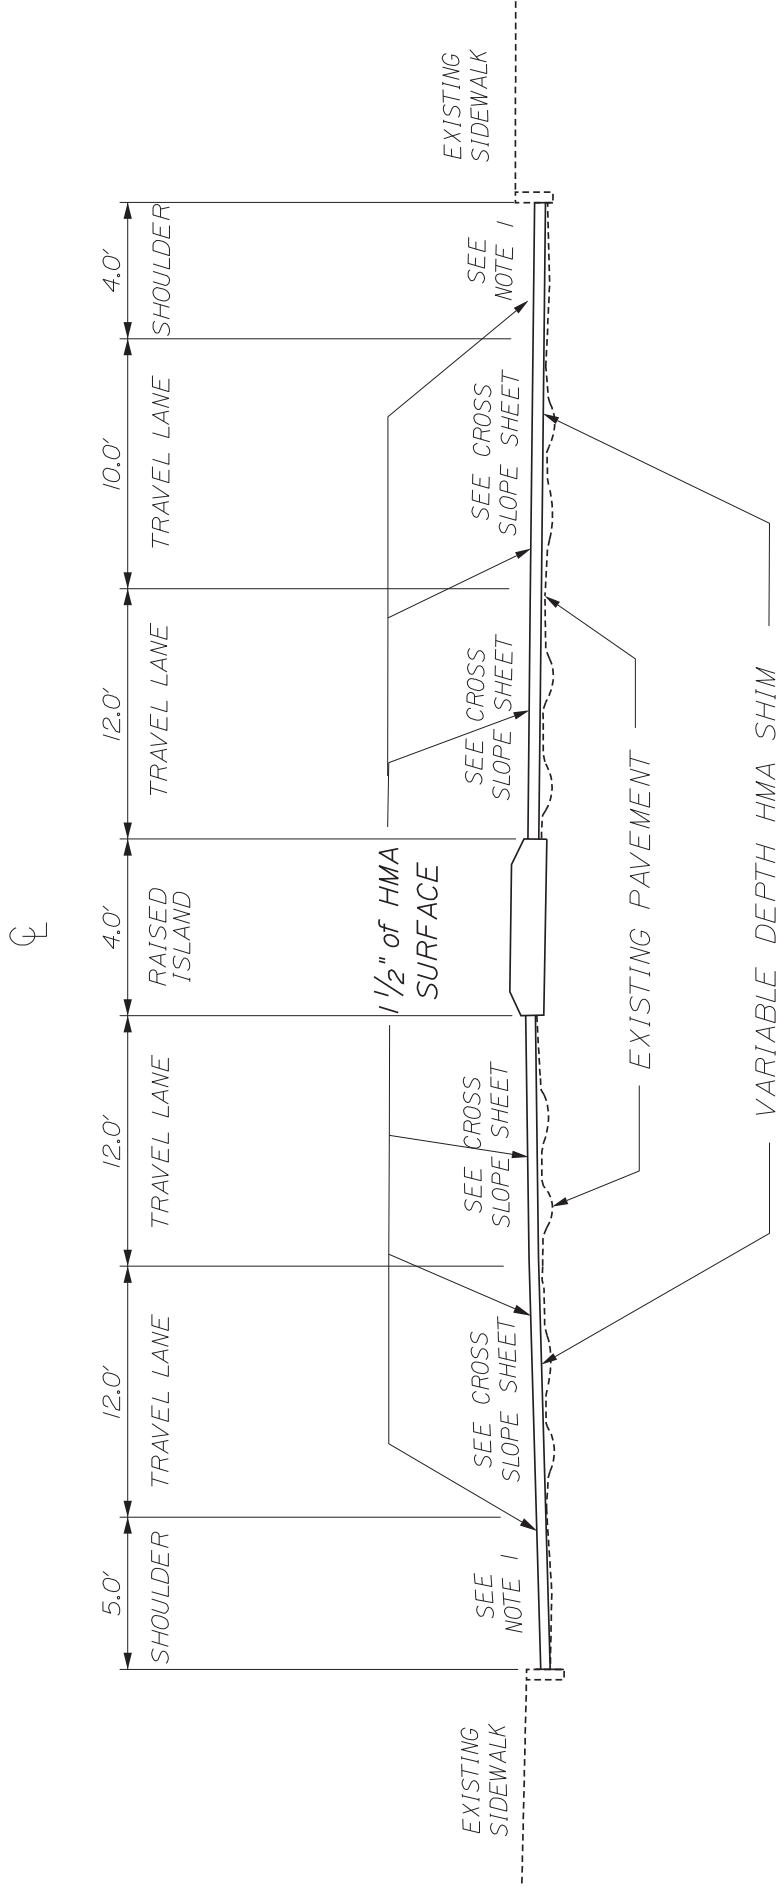 ℄
5.0'
12.0'
12.0'
4.0'
12.0'
10.0'
4.0'
SHOULDER
TRAVEL LANE
TRAVEL LANE
RAISED
ISLAND
TRAVEL LANE
TRAVEL LANE
SHOULDER
1 1/2" of HMA
SURFACE
EXISTING
SIDEWALK
SEE
NOTE 1
SEE CROSS
SLOPE SHEET
SEE CROSS
SLOPE SHEET
SEE CROSS
SLOPE SHEET
SEE CROSS
SLOPE SHEET
SEE
NOTE 1
EXISTING
SIDEWALK
EXISTING PAVEMENT
VARIABLE DEPTH HMA SHIM